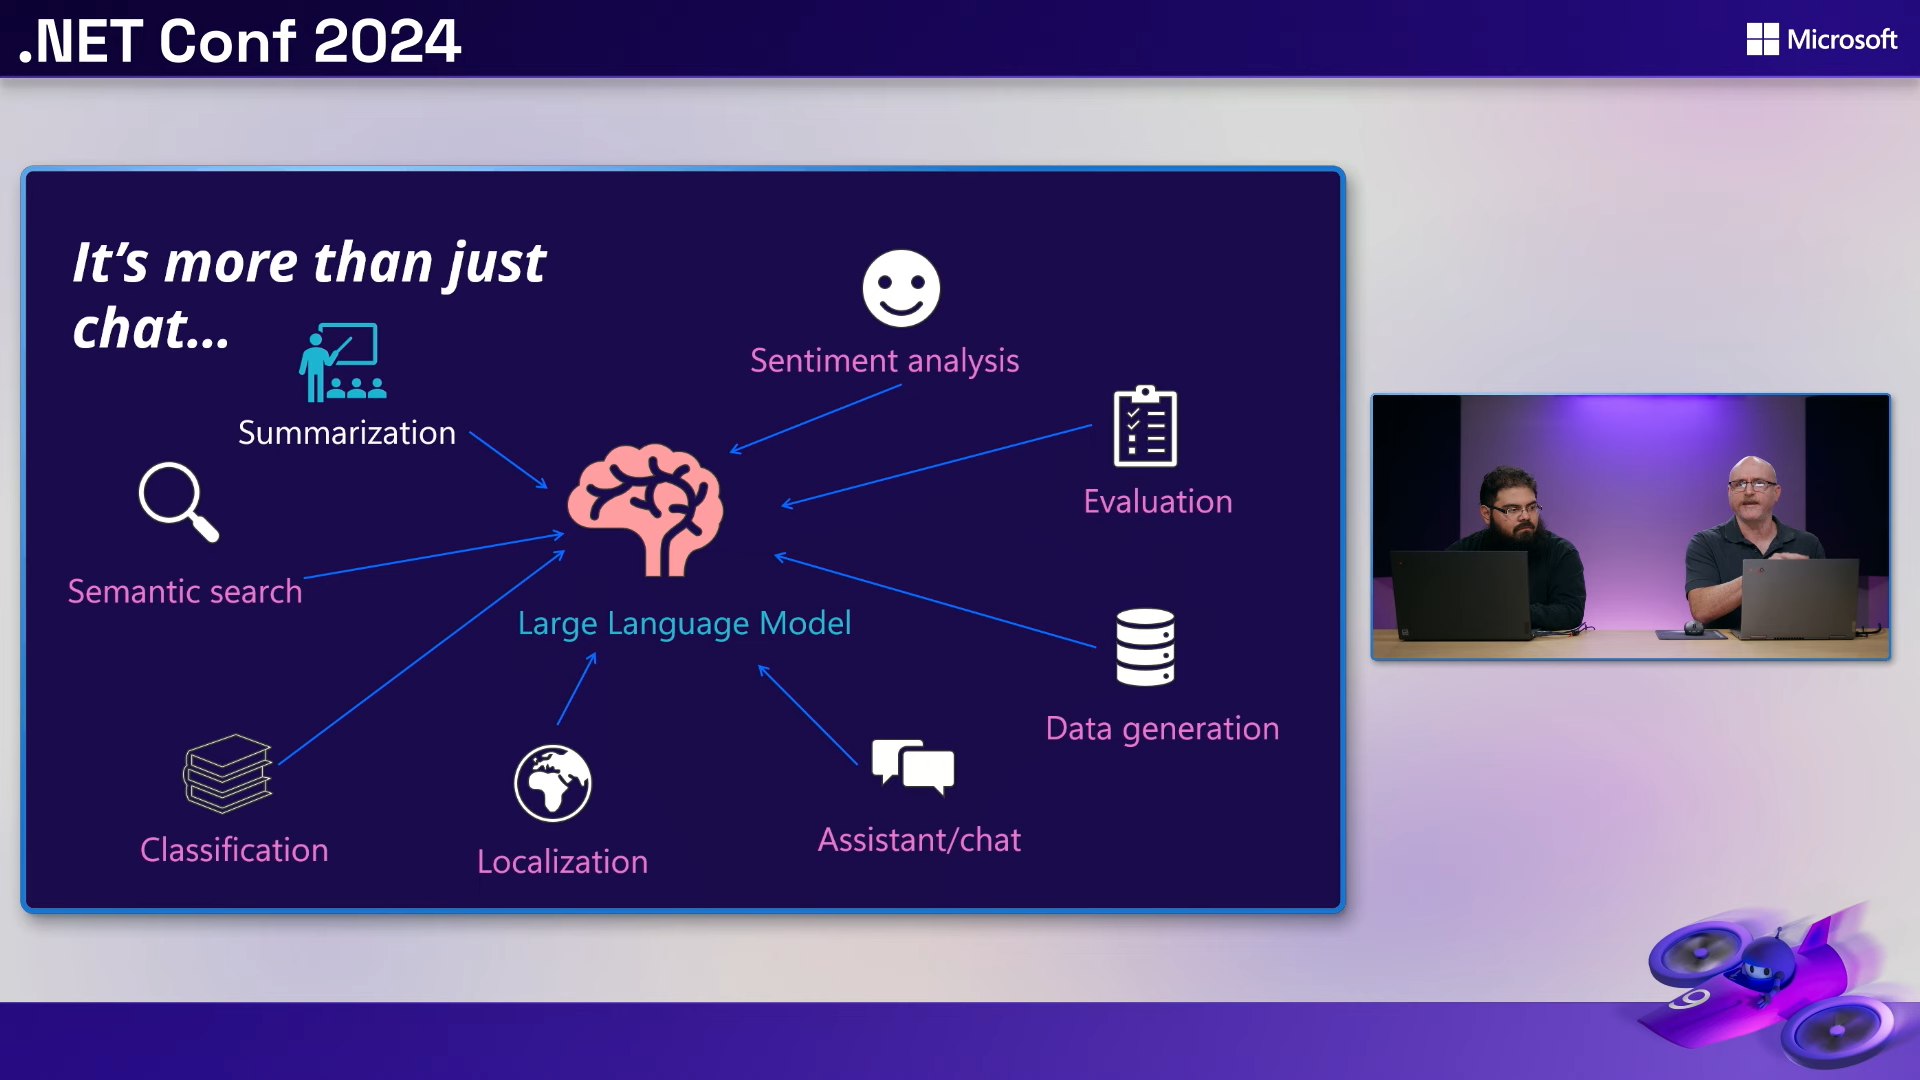 .NET Conf 2024
Microsoft
It's more than just
chat...
Sentiment analysis
Summarization
Evaluation
Semantic search
Large Language Model
Data generation
Classification
Localization
Assistant/chat
9